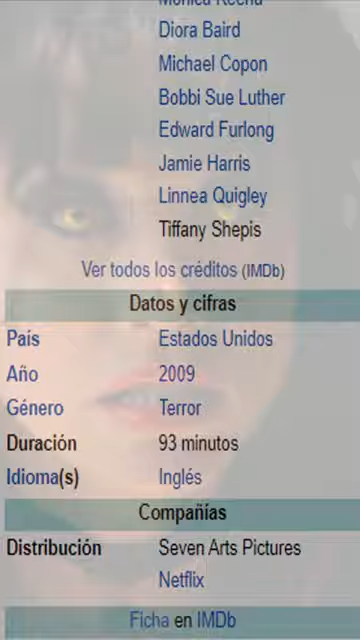 Diora Baird
Michael Copon
Bobbi Sue Luther
Edward Furlong
Jamie Harris
Linnea Quigley
Tiffany Shepis
Ver todos los créditos (IMDb)
Datos y cifras
País Estados Unidos
Año 2009
Género Terror
Duración 93 minutos
Idioma(s) Inglés
Compañías
Distribución Seven Arts Pictures
Netflix
Ficha en IMDb